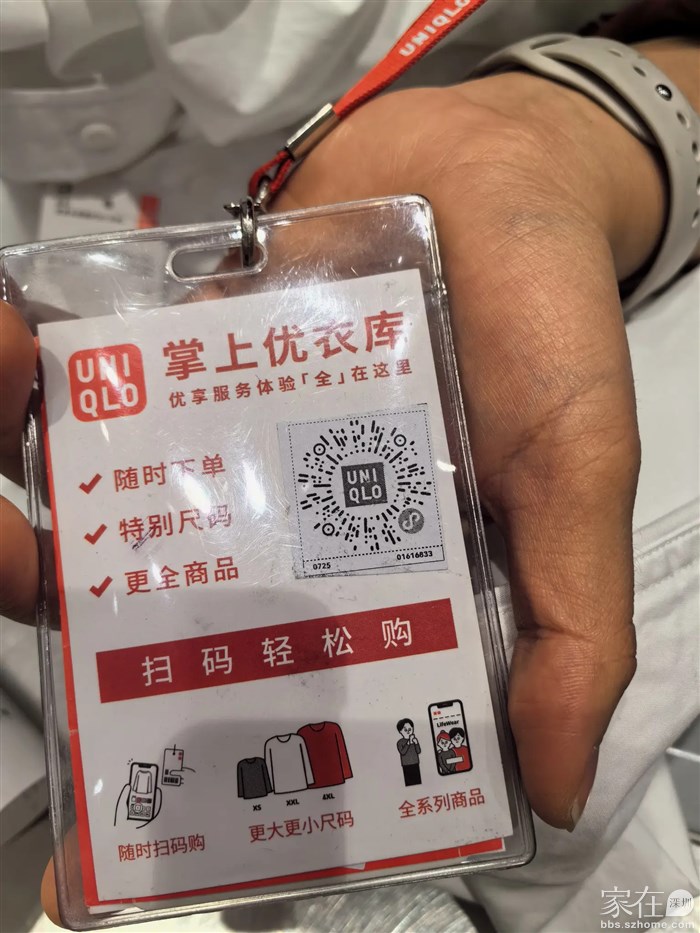 UNIQLO
UNI
QLO
掌上优衣库
优享服务体验「全」在这里
随时下单
特别尺码
更全商品
UNI
QLO
0725 01616833
扫码轻松购
LifeWear
XS XXL 4XL
随时扫码购
更大更小尺码
全系列商品
家在深圳
bbs.szhome.com